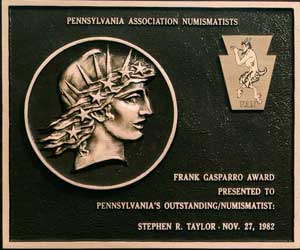 PENNSYLVANIA ASSOCIATION NUMISMATISTS
P.A.N.
FRANK GASPARRO AWARD
PRESENTED TO
PENNSYLVANIA'S OUTSTANDING/NUMISMATIST:
STEPHEN R. TAYLOR - NOV. 27, 1982